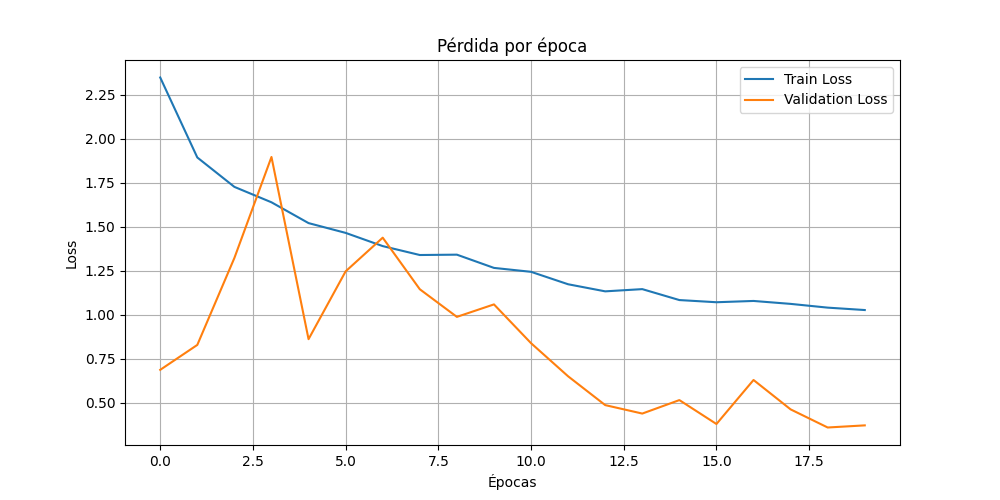 Pérdida por época
Train Loss
Validation Loss
Loss
2.25
2.00
1.75
1.50
1.25
1.00
0.75
0.50
0.0 2.5 5.0 7.5 10.0 12.5 15.0 17.5
Épocas